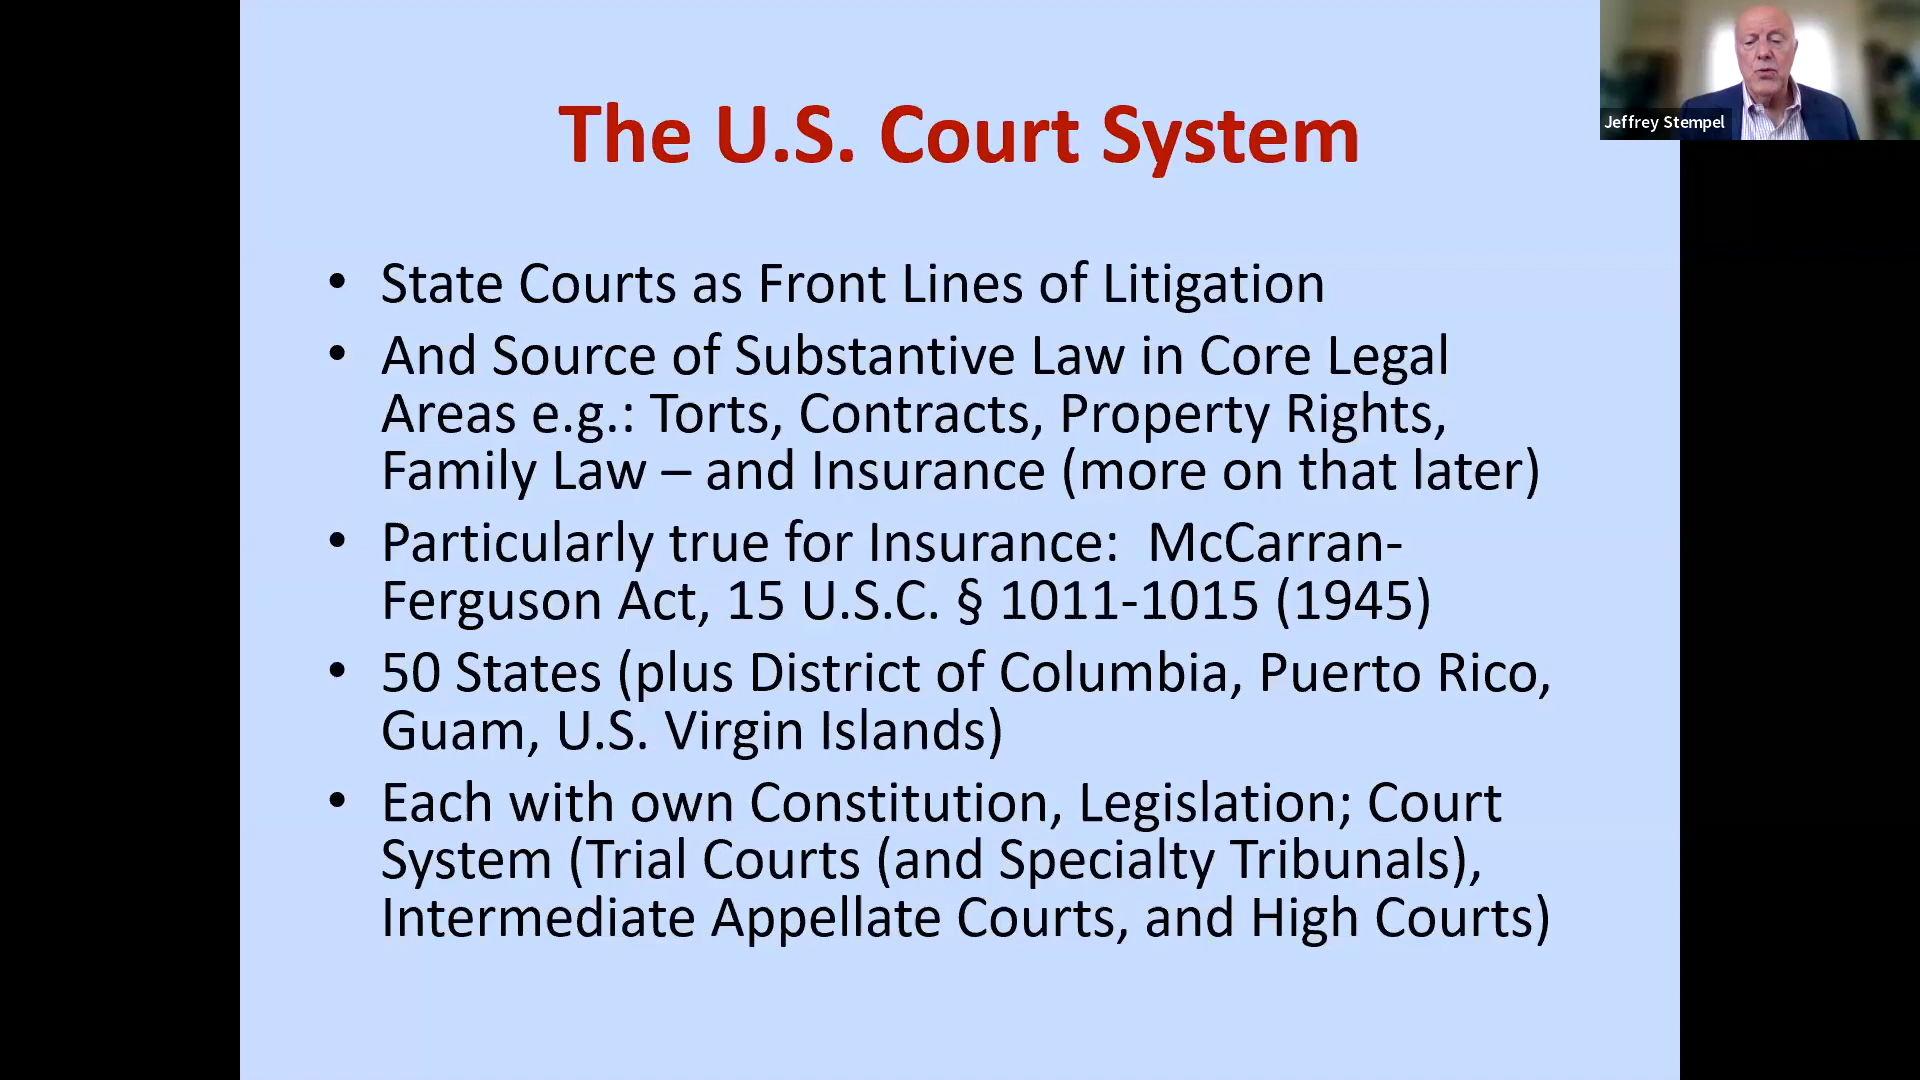 The U.S. Court System
Jeffrey Stempel
• State Courts as Front Lines of Litigation
• And Source of Substantive Law in Core Legal
Areas e.g.: Torts, Contracts, Property Rights,
Family Law – and Insurance (more on that later)
• Particularly true for Insurance:  McCarran-
Ferguson Act, 15 U.S.C. § 1011-1015 (1945)
• 50 States (plus District of Columbia, Puerto Rico,
Guam, U.S. Virgin Islands)
• Each with own Constitution, Legislation; Court
System (Trial Courts (and Specialty Tribunals),
Intermediate Appellate Courts, and High Courts)